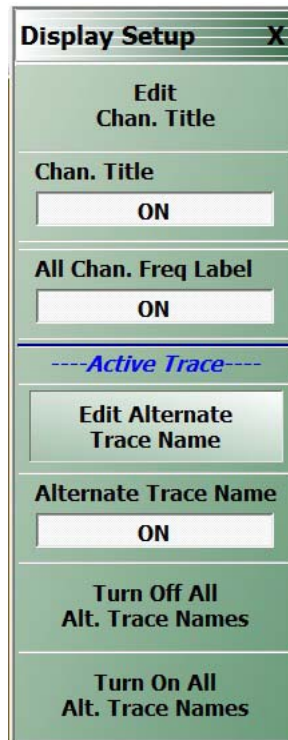 Display Setup X
Edit
Chan. Title
Chan. Title
ON
All Chan. Freq Label
ON
----Active Trace----
Edit Alternate
Trace Name
Alternate Trace Name
ON
Turn Off All
Alt. Trace Names
Turn On All
Alt. Trace Names